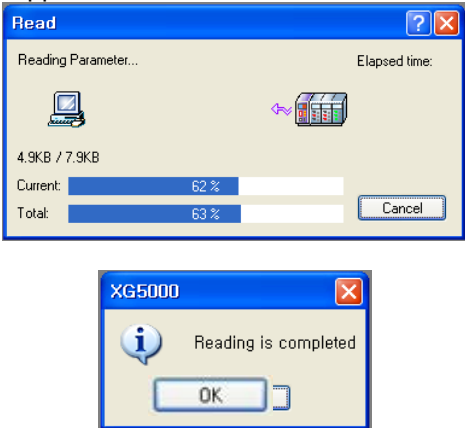 Read
Reading Parameter...
Elapsed time:
4.9KB / 7.9KB
Current:
62 %
Total:
63 %
Cancel
XG5000
Reading is completed
OK